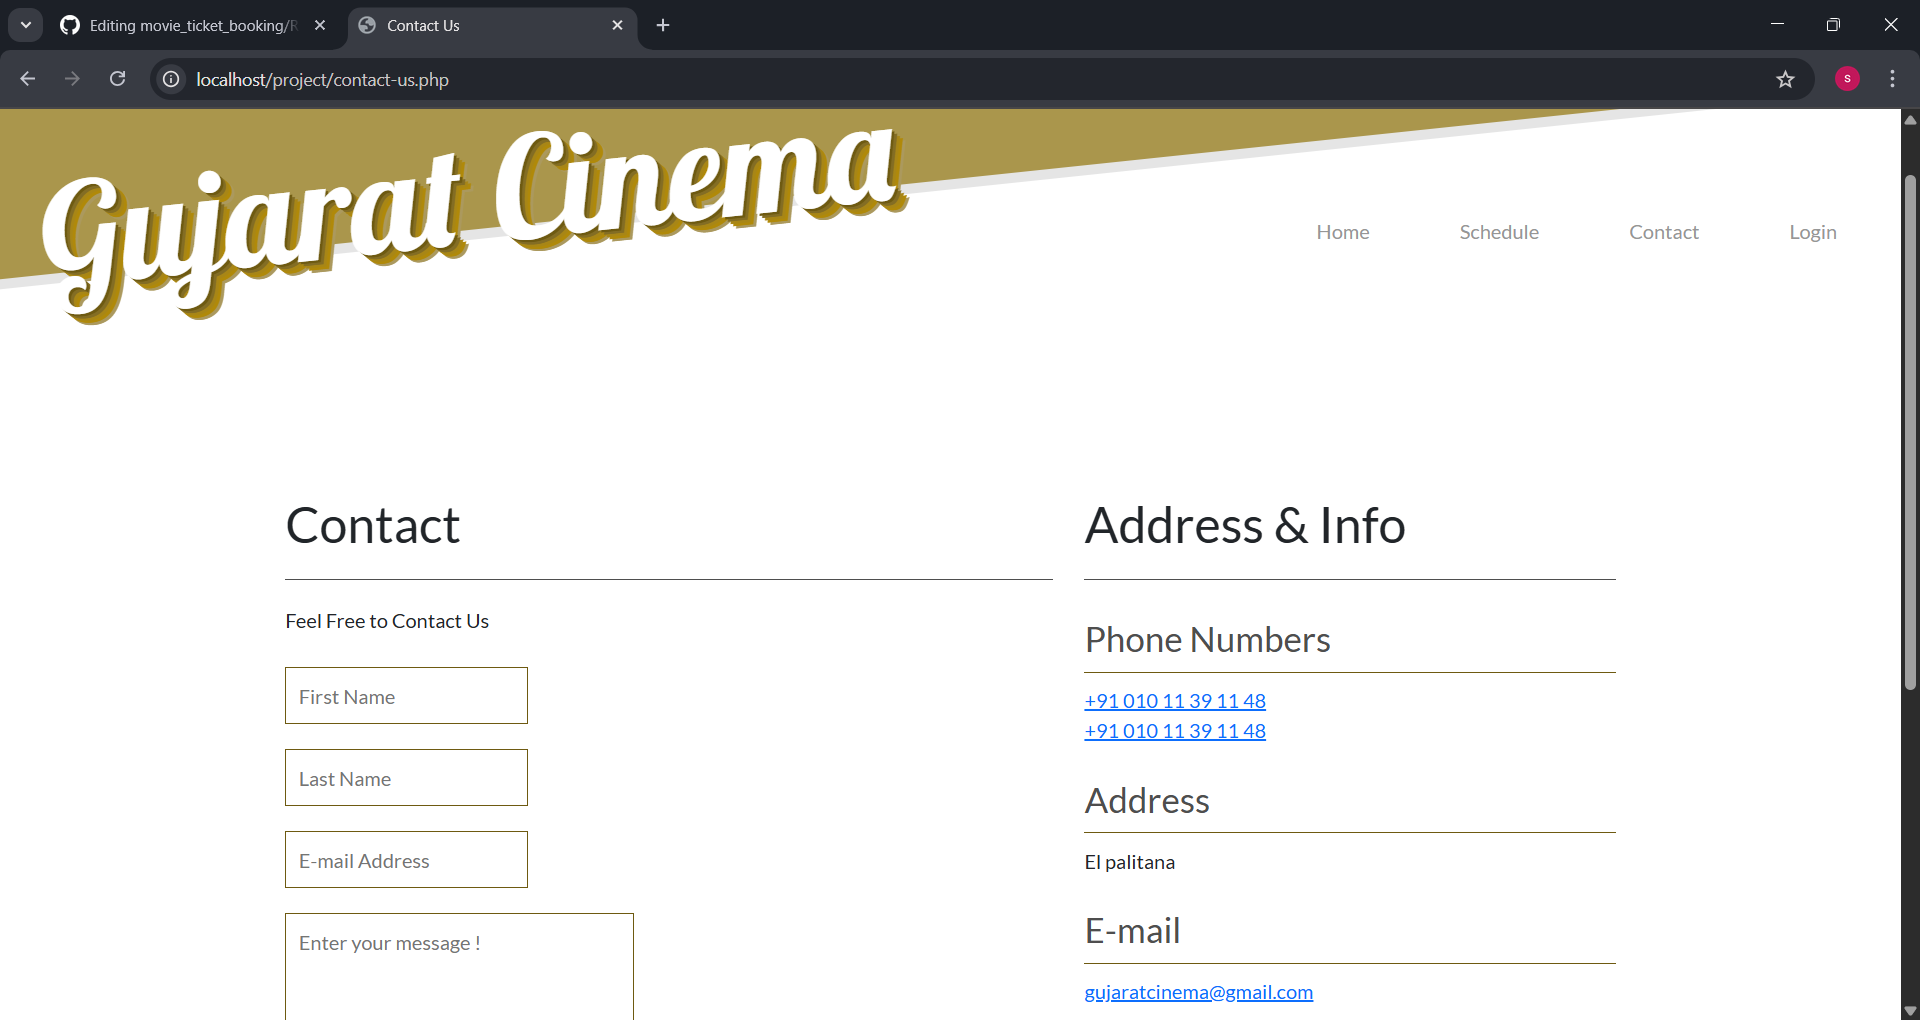 Editing movie_ticket_booking/R
Contact Us
localhost/project/contact-us.php
S
Gujarat Cinema
Home
Schedule
Contact
Login
Contact
Feel Free to Contact Us
First Name
Last Name
E-mail Address
Enter your message !
Address & Info
Phone Numbers
+91 010 11 39 11 48
+91 010 11 39 11 48
Address
El palitana
E-mail
gujaratcinema@gmail.com